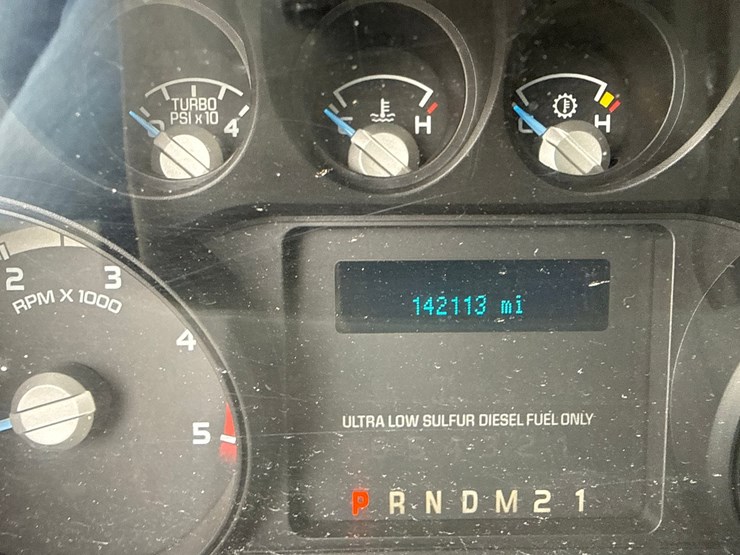 TURBO
PSI x 10
4
H
C
H
2
3
RPM X 1000
4
5
142113 mi
ULTRA LOW SULFUR DIESEL FUEL ONLY
P R N D M 2 1